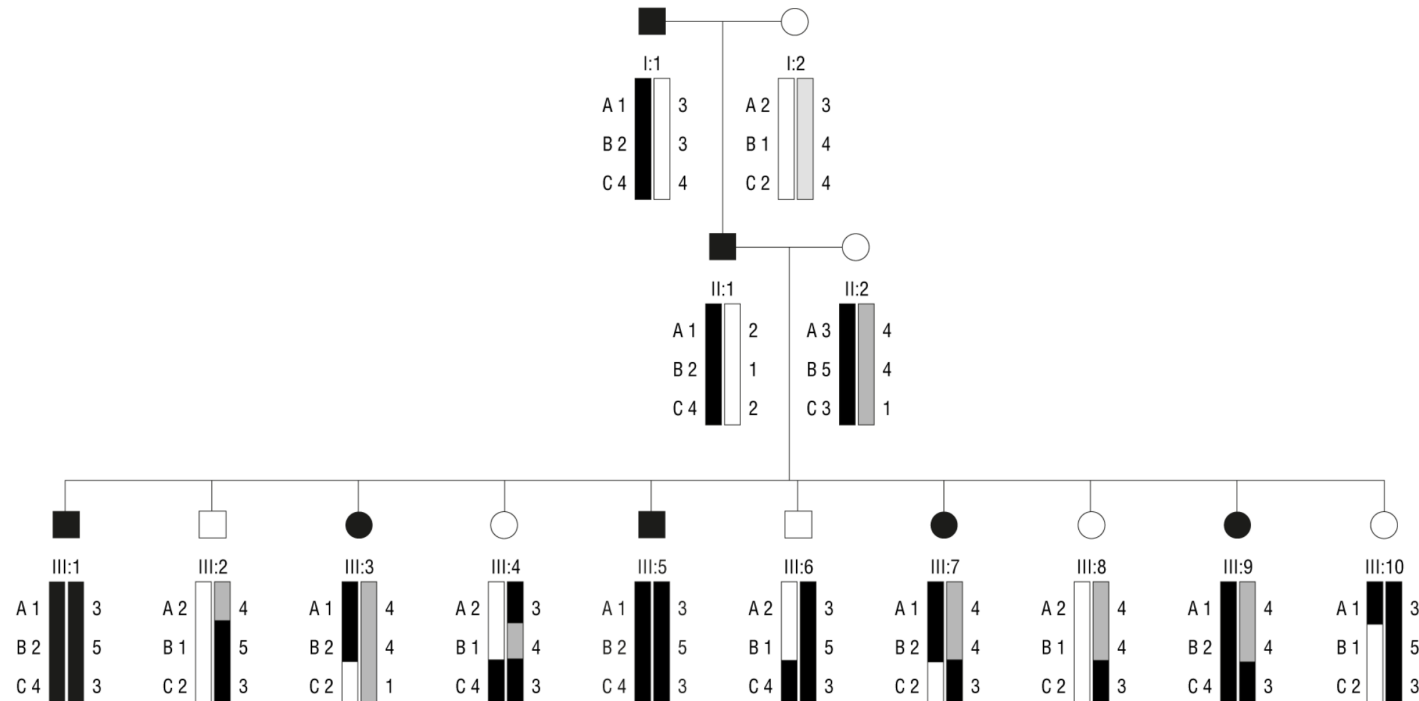 I:1 I:2
A 1 3 A 2 3
B 2 3 B 1 4
C 4 4 C 2 4
II:1 II:2
A 1 2 A 3 4
B 2 1 B 5 4
C 4 2 C 3 1
III:1 III:2 III:3 III:4 III:5 III:6 III:7 III:8 III:9 III:10
A 1 3 A 2 4 A 1 4 A 2 3 A 1 3 A 2 3 A 1 4 A 2 4 A 1 4 A 1 3
B 2 5 B 1 5 B 2 4 B 1 4 B 2 5 B 1 5 B 2 4 B 1 4 B 2 4 B 1 5
C 4 3 C 2 3 C 2 1 C 4 3 C 4 3 C 4 3 C 2 3 C 2 3 C 4 3 C 2 3